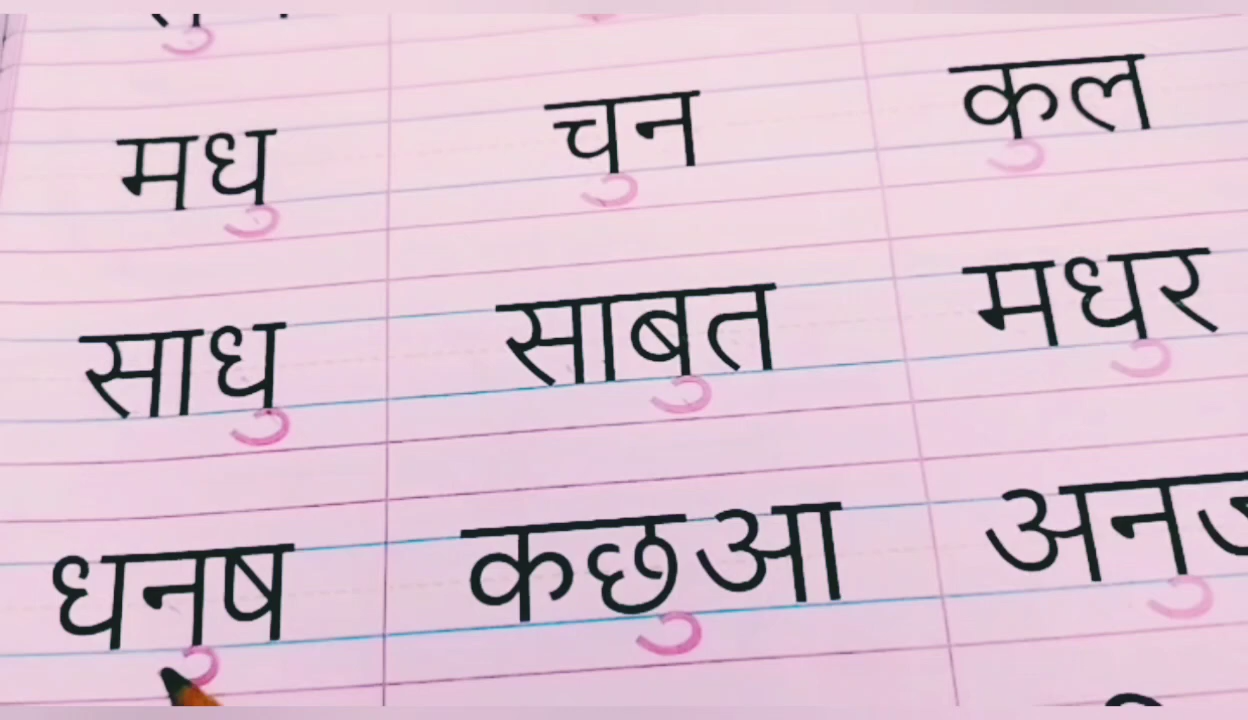 मधु चुन कुल
साधु साबुत मधुर
धनुष कछुआ